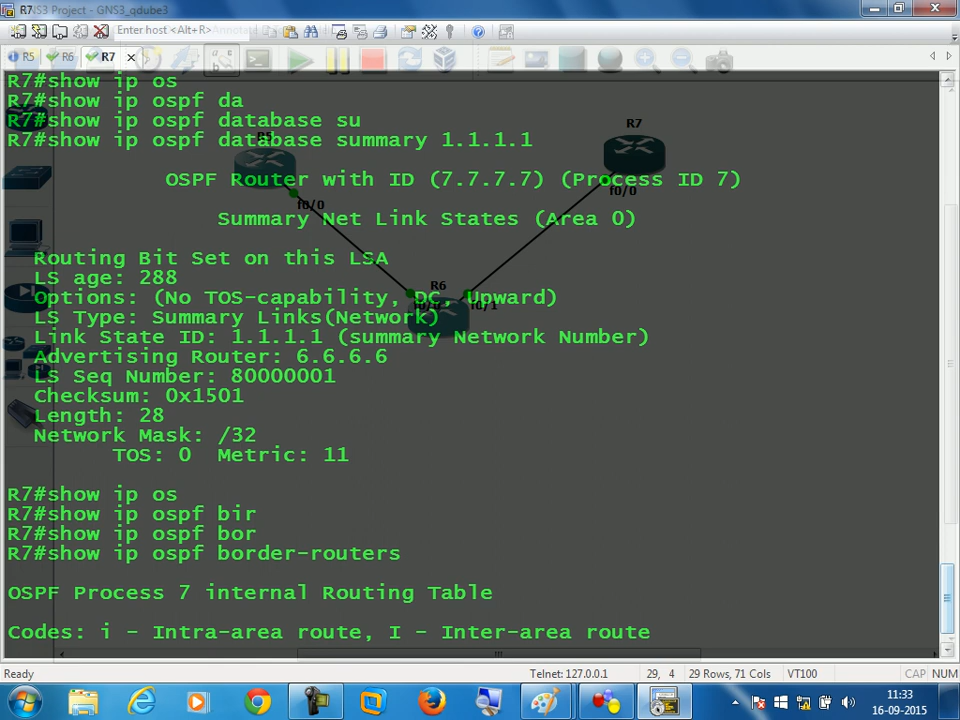 R7 NS3 Project - GNS3_qdube3
Enter host <Alt+R>
R5 R6 R7
R7#show ip os
R7#show ip ospf da
R7#show ip ospf database su
R7#show ip ospf database summary 1.1.1.1
R7
OSPF Router with ID (7.7.7.7) (Process ID 7)
f0/0
f0/0
Summary Net Link States (Area 0)
Routing Bit Set on this LSA
LS age: 288
R6
Options: (No TOS-capability, DC, Upward)
f0/1
LS Type: Summary Links(Network)
Link State ID: 1.1.1.1 (summary Network Number)
Advertising Router: 6.6.6.6
LS Seq Number: 80000001
Checksum: 0x1501
Length: 28
Network Mask: /32
TOS: 0 Metric: 11
R7#show ip os
R7#show ip ospf bir
R7#show ip ospf bor
R7#show ip ospf border-routers
OSPF Process 7 internal Routing Table
Codes: i - Intra-area route, I - Inter-area route
Ready Telnet: 127.0.0.1 29, 4 29 Rows, 71 Cols VT100 CAP NUM
11:33
16-09-2015